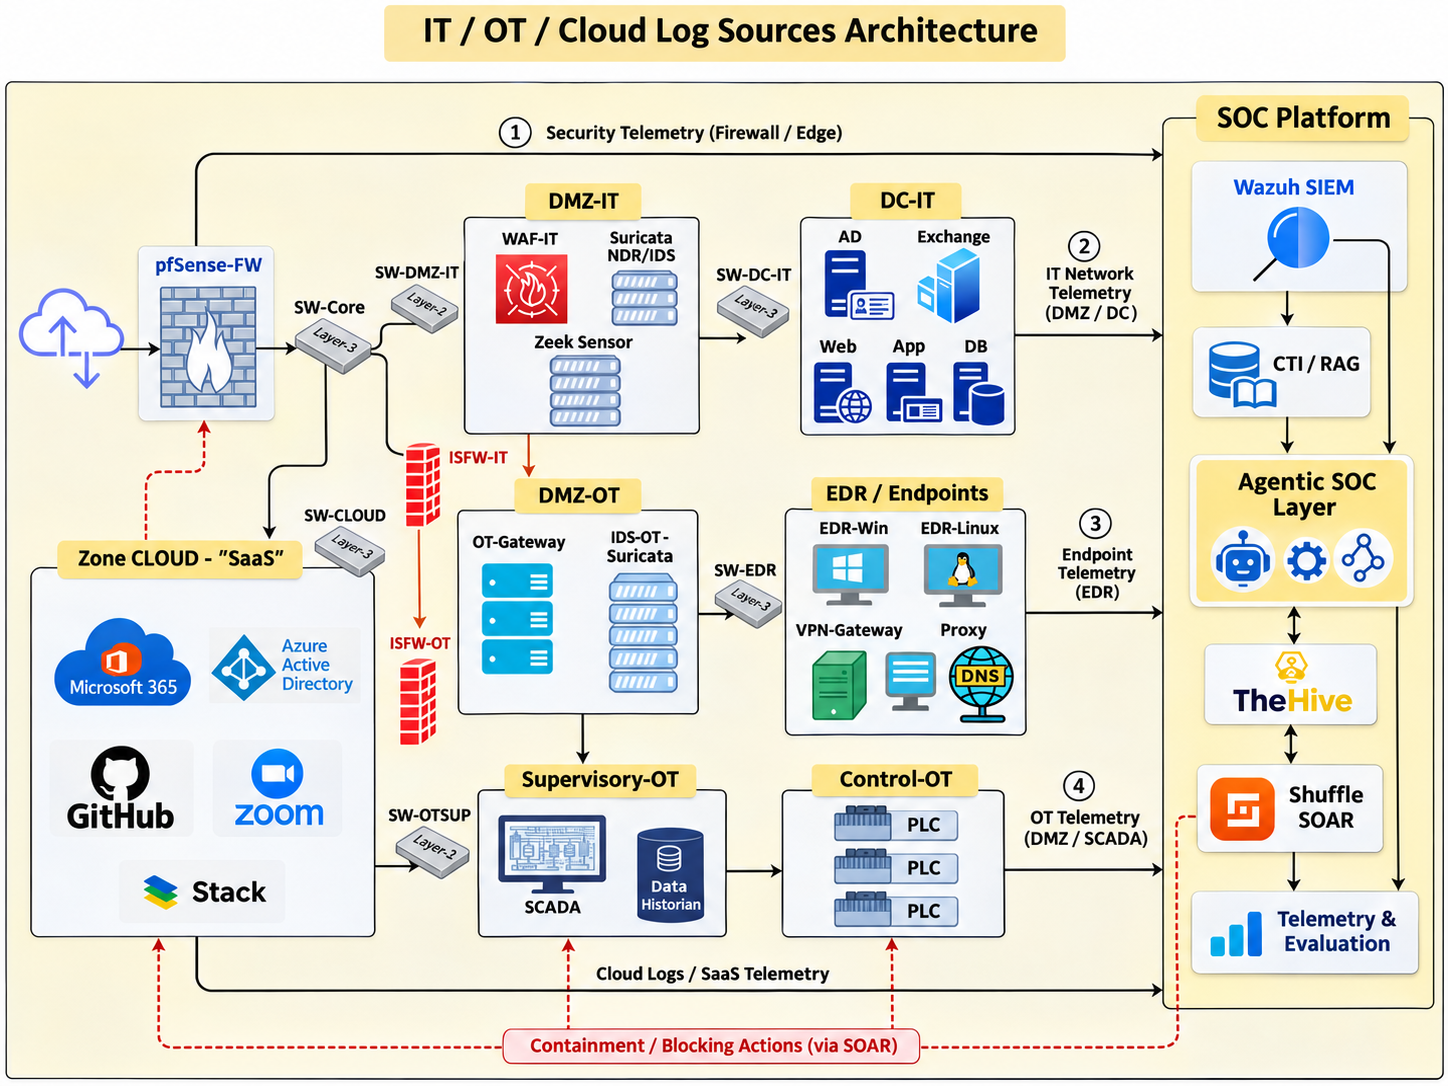 IT / OT / Cloud Log Sources Architecture
1 Security Telemetry (Firewall / Edge)
SOC Platform
Wazuh SIEM
CTI / RAG
Agentic SOC
Layer
TheHive
Shuffle
SOAR
Telemetry &
Evaluation
pfSense-FW
SW-Core
Layer-3
SW-DMZ-IT
Layer-2
DMZ-IT
WAF-IT
Suricata
NDR/IDS
Zeek Sensor
SW-DC-IT
Layer-3
DC-IT
AD
Exchange
Web
App
DB
2
IT Network
Telemetry
(DMZ / DC)
ISFW-IT
ISFW-OT
DMZ-OT
OT-Gateway
IDS-OT-
Suricata
SW-EDR
Layer-3
EDR / Endpoints
EDR-Win
EDR-Linux
VPN-Gateway
Proxy
DNS
3
Endpoint
Telemetry
(EDR)
SW-CLOUD
Layer-3
Zone CLOUD - "SaaS"
Microsoft 365
Azure
Active
Directory
GitHub
zoom
Stack
SW-OTSUP
Layer-2
Supervisory-OT
SCADA
Data
Historian
Control-OT
PLC
PLC
PLC
4
OT Telemetry
(DMZ / SCADA)
Cloud Logs / SaaS Telemetry
Containment / Blocking Actions (via SOAR)